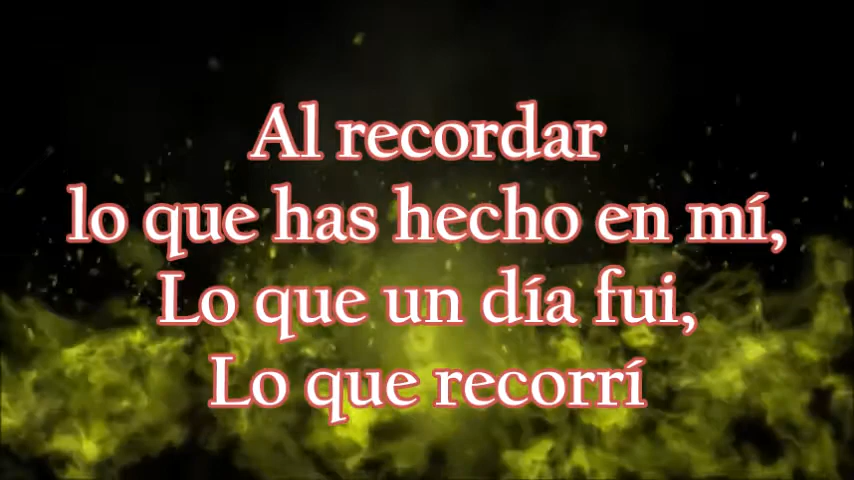 Al recordar
lo que has hecho en mí,
Lo que un día fui,
Lo que recorrí